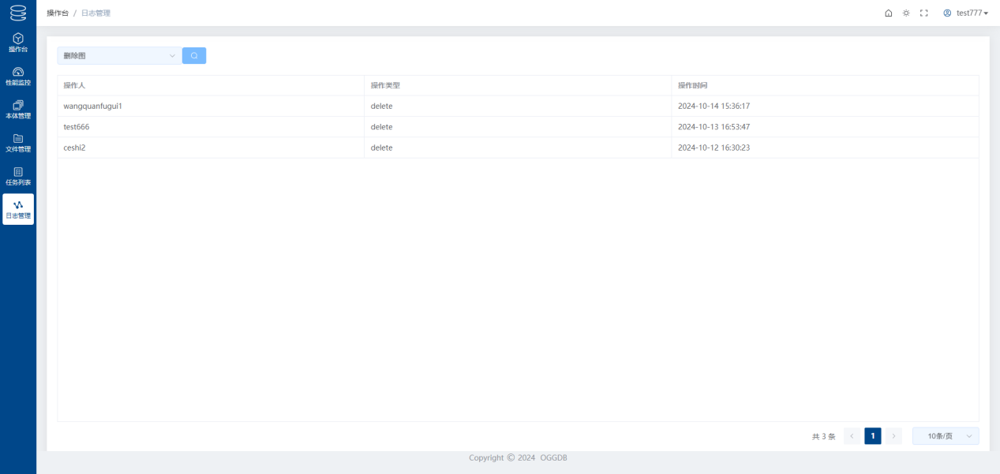 操作台 / 日志管理
test777
操作台
性能监控
本体管理
文件管理
任务列表
日志管理
删除图
操作人 操作类型 操作时间
wangquanfugui1 delete 2024-10-14 15:36:17
test666 delete 2024-10-13 16:53:47
ceshi2 delete 2024-10-12 16:30:23
共 3 条 1 10条/页
Copyright © 2024 OGGDB